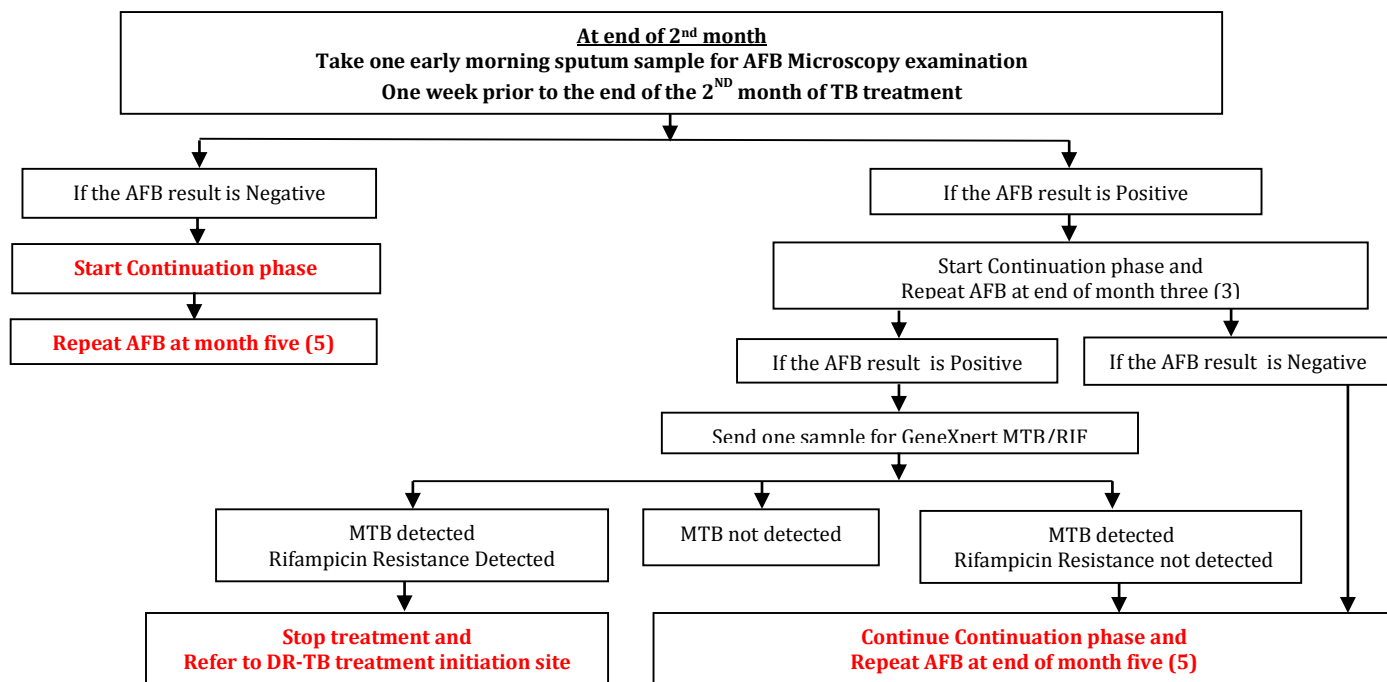 At end of 2nd month
Take one early morning sputum sample for AFB Microscopy examination
One week prior to the end of the 2ND month of TB treatment
If the AFB result is Negative
If the AFB result is Positive
Start Continuation phase
Start Continuation phase and
Repeat AFB at end of month three (3)
Repeat AFB at month five (5)
If the AFB result is Positive
If the AFB result is Negative
Send one sample for GeneXpert MTB/RIF
MTB detected
Rifampicin Resistance Detected
MTB not detected
MTB detected
Rifampicin Resistance not detected
Stop treatment and
Refer to DR-TB treatment initiation site
Continue Continuation phase and
Repeat AFB at end of month five (5)